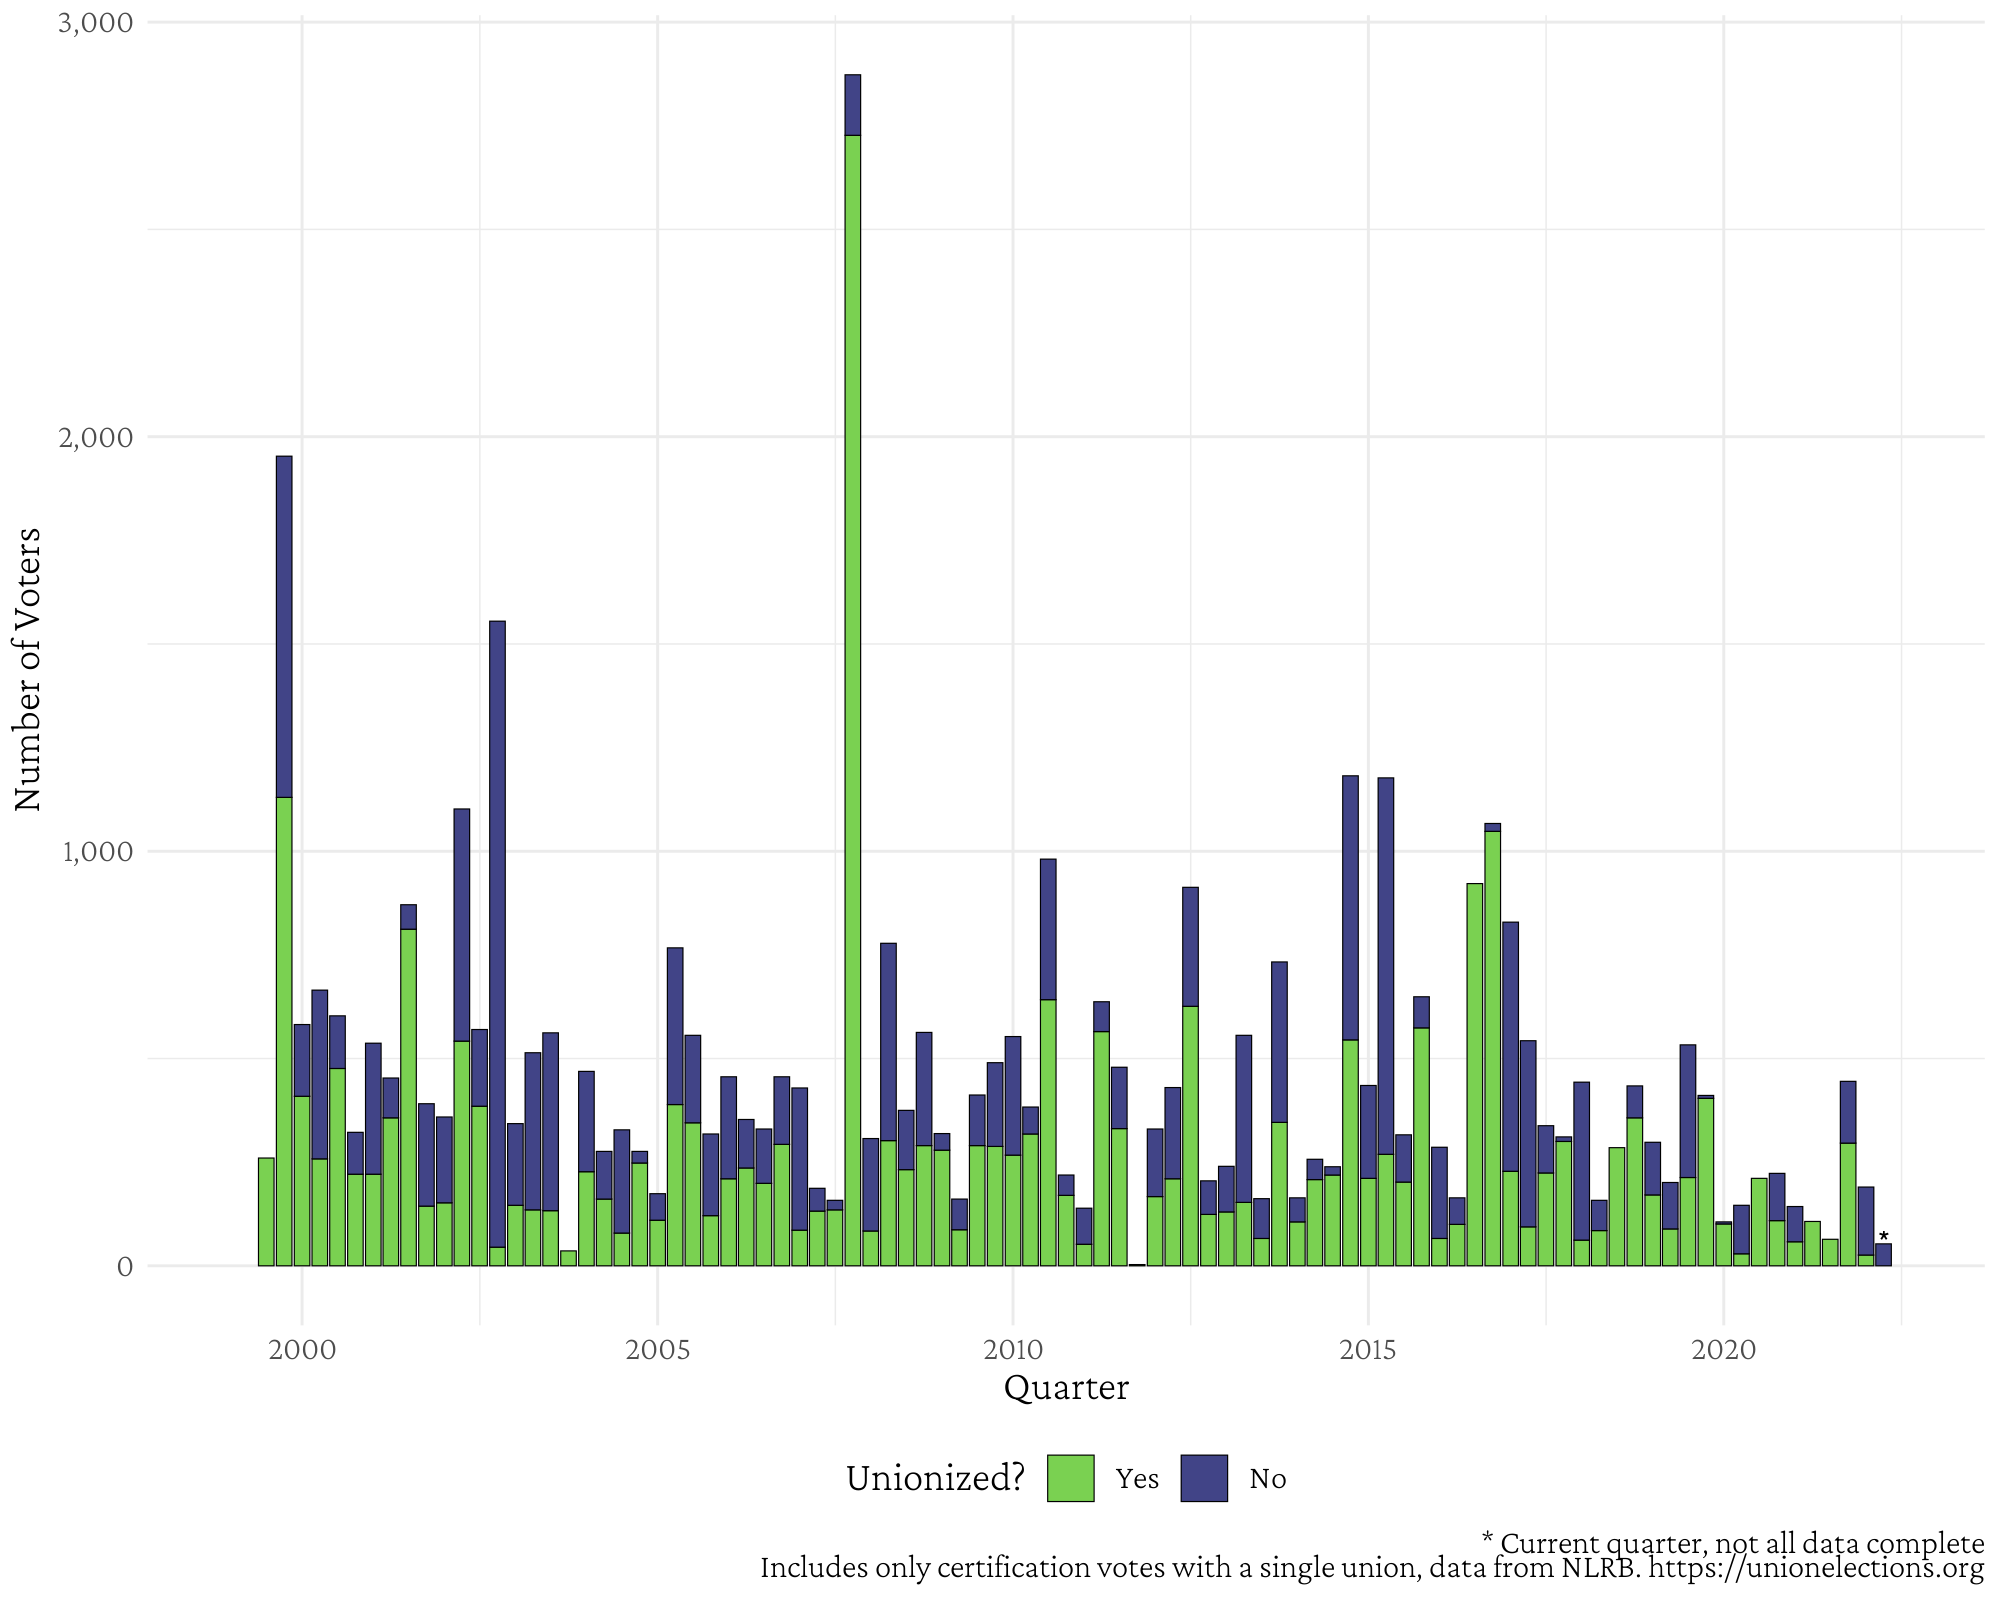 3,000
2,000
1,000
0
Number of Voters
*
2000 2005 2010 2015 2020
Quarter
Unionized? Yes No
* Current quarter, not all data complete
Includes only certification votes with a single union, data from NLRB. https://unionelections.org